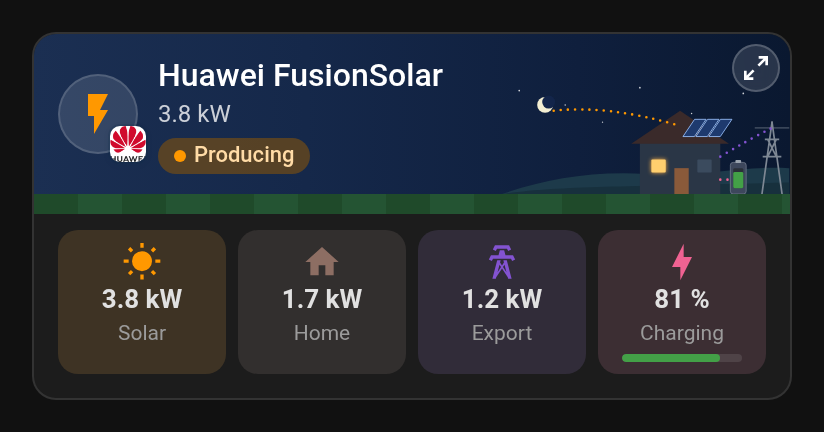 Huawei FusionSolar
3.8 kW
HUAWEI
Producing
3.8 kW
Solar
1.7 kW
Home
1.2 kW
Export
81 %
Charging